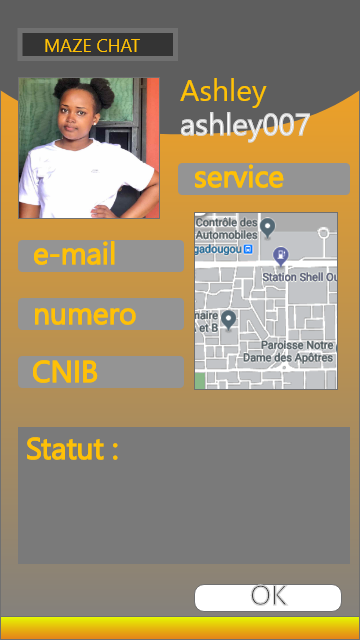 MAZE CHAT
Ashley
ashley007
service
Contrôle des
Automobiles
gadougou
Station Shell Ou
naire
et B
Paroisse Notre
Dame des Apôtres
e-mail
numero
CNIB
Statut :
OK